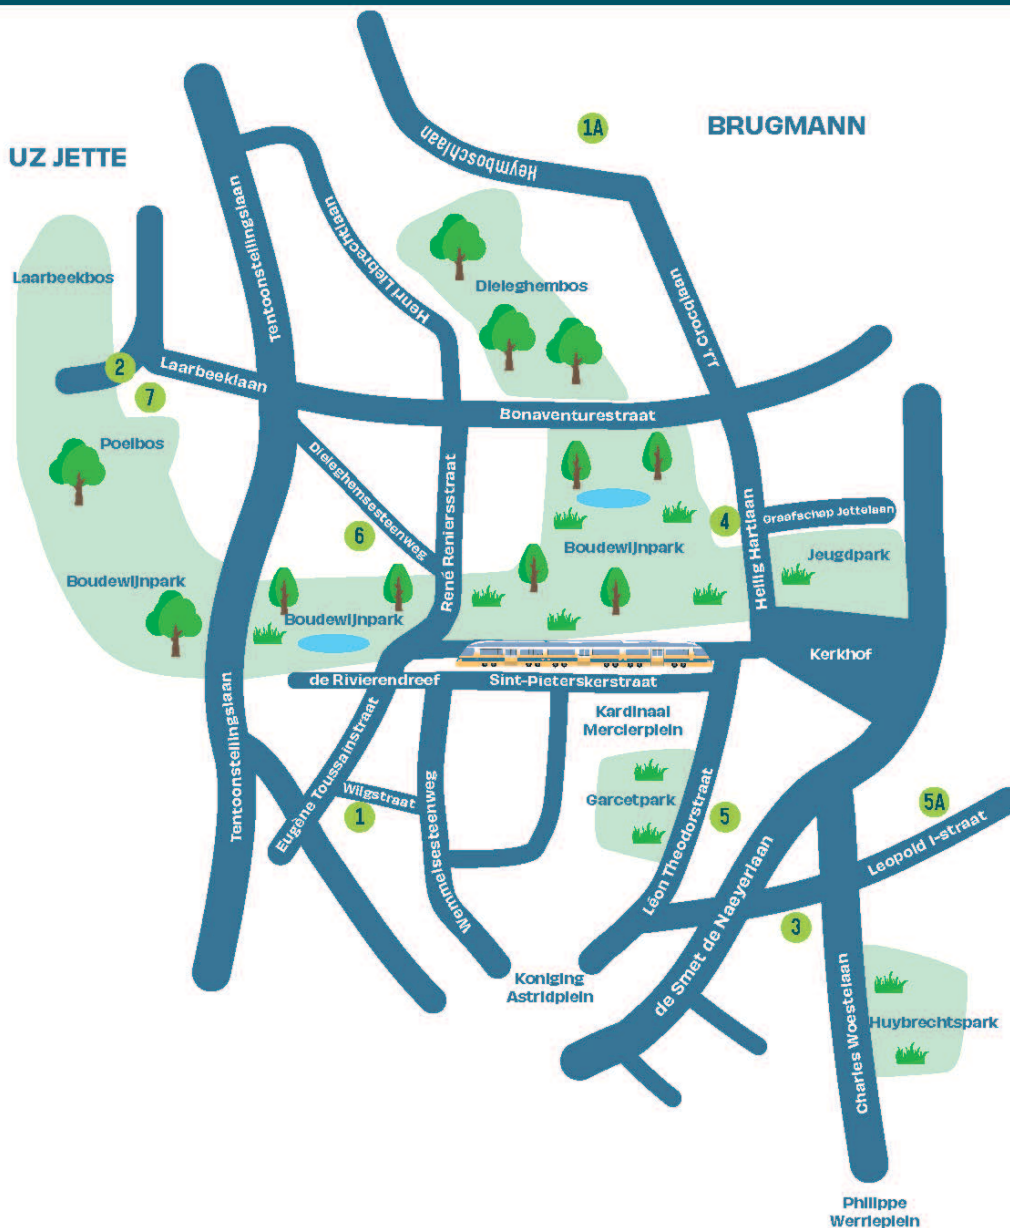 1A
BRUGMANN
UZ JETTE
Heymboschlaan
Tentoonstellingslaan
Henri Liebrechtlaan
Laarbeekbos
Dieleghembos
J.J. Crocqlaan
2
Laarbeeklaan
7
Bonaventurestraat
Poelbos
Dieleghemsesteenweg
René Reniersstraat
4
Graafschap Jettelaan
6
Boudewijnpark
Heilig Hartlaan
Jeugdpark
Boudewijnpark
Boudewijnpark
Kerkhof
de Rivierendreef
Sint-Pieterskerstraat
Kardinaal
Mercierplein
Tentoonstellingslaan
Eugène Toussainstraat
Wilgstraat
1
Wemmelsesteenweg
Garcetpark
Léon Theodorstraat
5
5A
Leopold I-straat
3
de Smet de Naeyerlaan
Koniging
Astridplein
Charles Woestelaan
Huybrechtspark
Philippe
Werrieplein